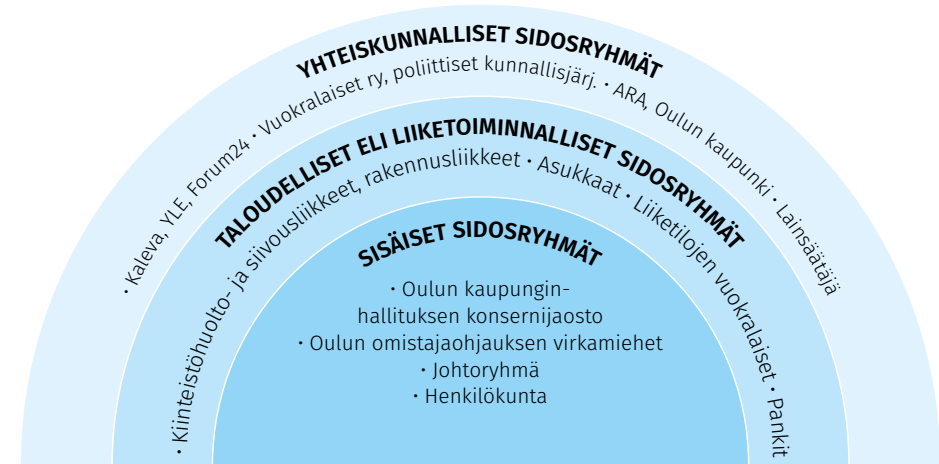 YHTEISKUNNALLISET SIDOSRYHMÄT
• Kaleva, YLE, Forum24 • Vuokralaiset ry, poliittiset kunnallisjärj. • ARA, Oulun kaupunki • Lainsäätäjä
TALOUDELLISET ELI LIIKETOIMINNALLISET SIDOSRYHMÄT
• Kiinteistöhuolto- ja siivousliikkeet, rakennusliikkeet • Asukkaat • Liiketilojen vuokralaiset • Pankit
SISÄISET SIDOSRYHMÄT
• Oulun kaupungin-
hallituksen konsernijaosto
• Oulun omistajaohjauksen virkamiehet
• Johtoryhmä
• Henkilökunta